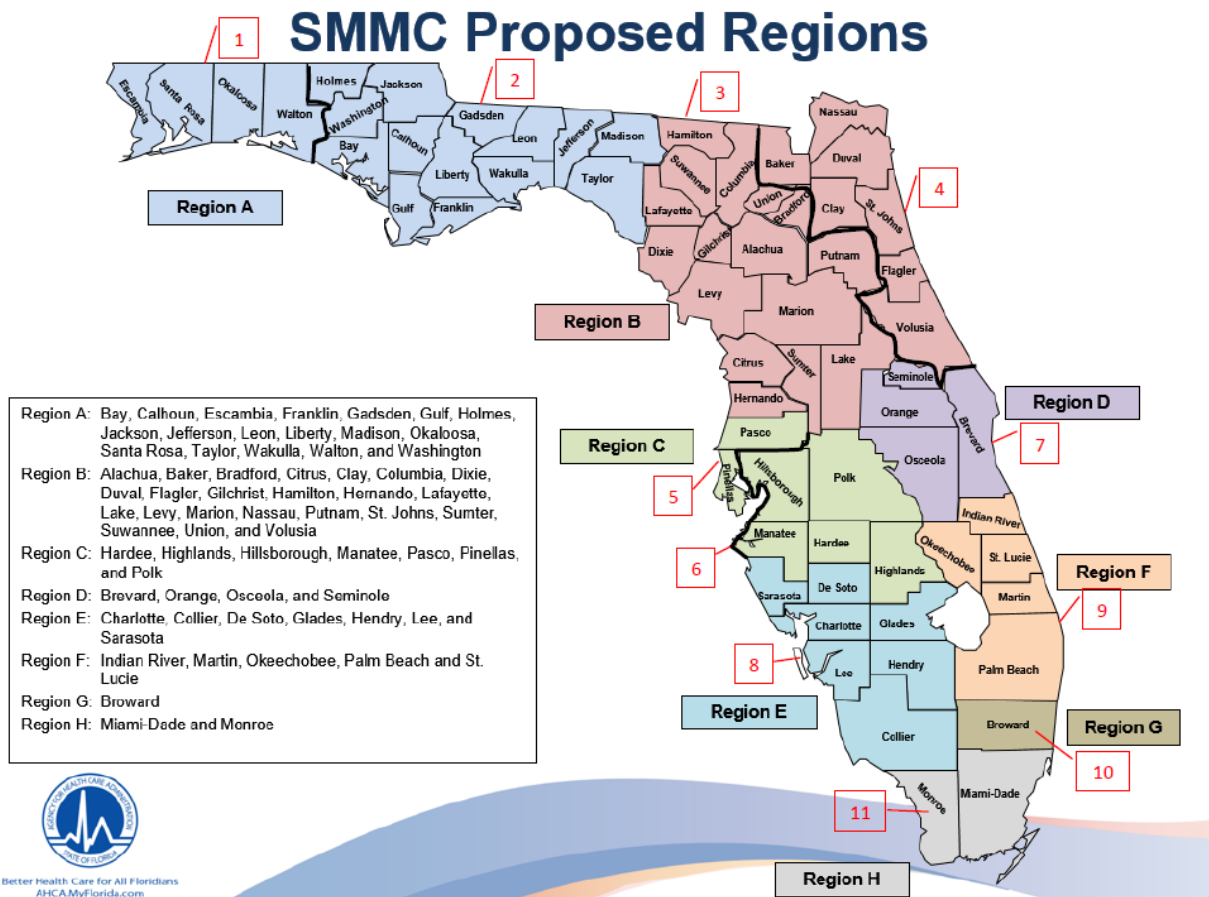 SMMC Proposed Regions
1
2
3
Holmes
Jackson
Escambia
Santa Rosa
Okaloosa
Walton
Washington
Bay
Calhoun
Gadsden
Leon
Jefferson
Madison
Liberty
Wakulla
Taylor
Gulf
Franklin
Region A
Hamilton
Suwannee
Columbia
Baker
Nassau
Duval
4
Lafayette
Union
Bradford
Clay
St. Johns
Dixie
Gilchrist
Alachua
Putnam
Flagler
Levy
Marion
Volusia
Region B
Citrus
Sumter
Lake
Seminole
Hernando
Orange
Brevard
Region D
7
Pasco
Region C
Osceola
Pinellas
Hillsborough
Polk
5
Indian River
Manatee
Hardee
Okeechobee
St. Lucie
6
Highlands
Region F
Sarasota
De Soto
Martin
9
Charlotte
Glades
8
Lee
Hendry
Palm Beach
Region E
Collier
Broward
Region G
10
Monroe
Miami-Dade
11
Region H
Region A: Bay, Calhoun, Escambia, Franklin, Gadsden, Gulf, Holmes,
Jackson, Jefferson, Leon, Liberty, Madison, Okaloosa,
Santa Rosa, Taylor, Wakulla, Walton, and Washington
Region B: Alachua, Baker, Bradford, Citrus, Clay, Columbia, Dixie,
Duval, Flagler, Gilchrist, Hamilton, Hernando, Lafayette,
Lake, Levy, Marion, Nassau, Putnam, St. Johns, Sumter,
Suwannee, Union, and Volusia
Region C: Hardee, Highlands, Hillsborough, Manatee, Pasco, Pinellas,
and Polk
Region D: Brevard, Orange, Osceola, and Seminole
Region E: Charlotte, Collier, De Soto, Glades, Hendry, Lee, and
Sarasota
Region F: Indian River, Martin, Okeechobee, Palm Beach and St.
Lucie
Region G: Broward
Region H: Miami-Dade and Monroe
AGENCY FOR HEALTH CARE ADMINISTRATION
STATE OF FLORIDA
Better Health Care for All Floridians
AHCA.MyFlorida.com